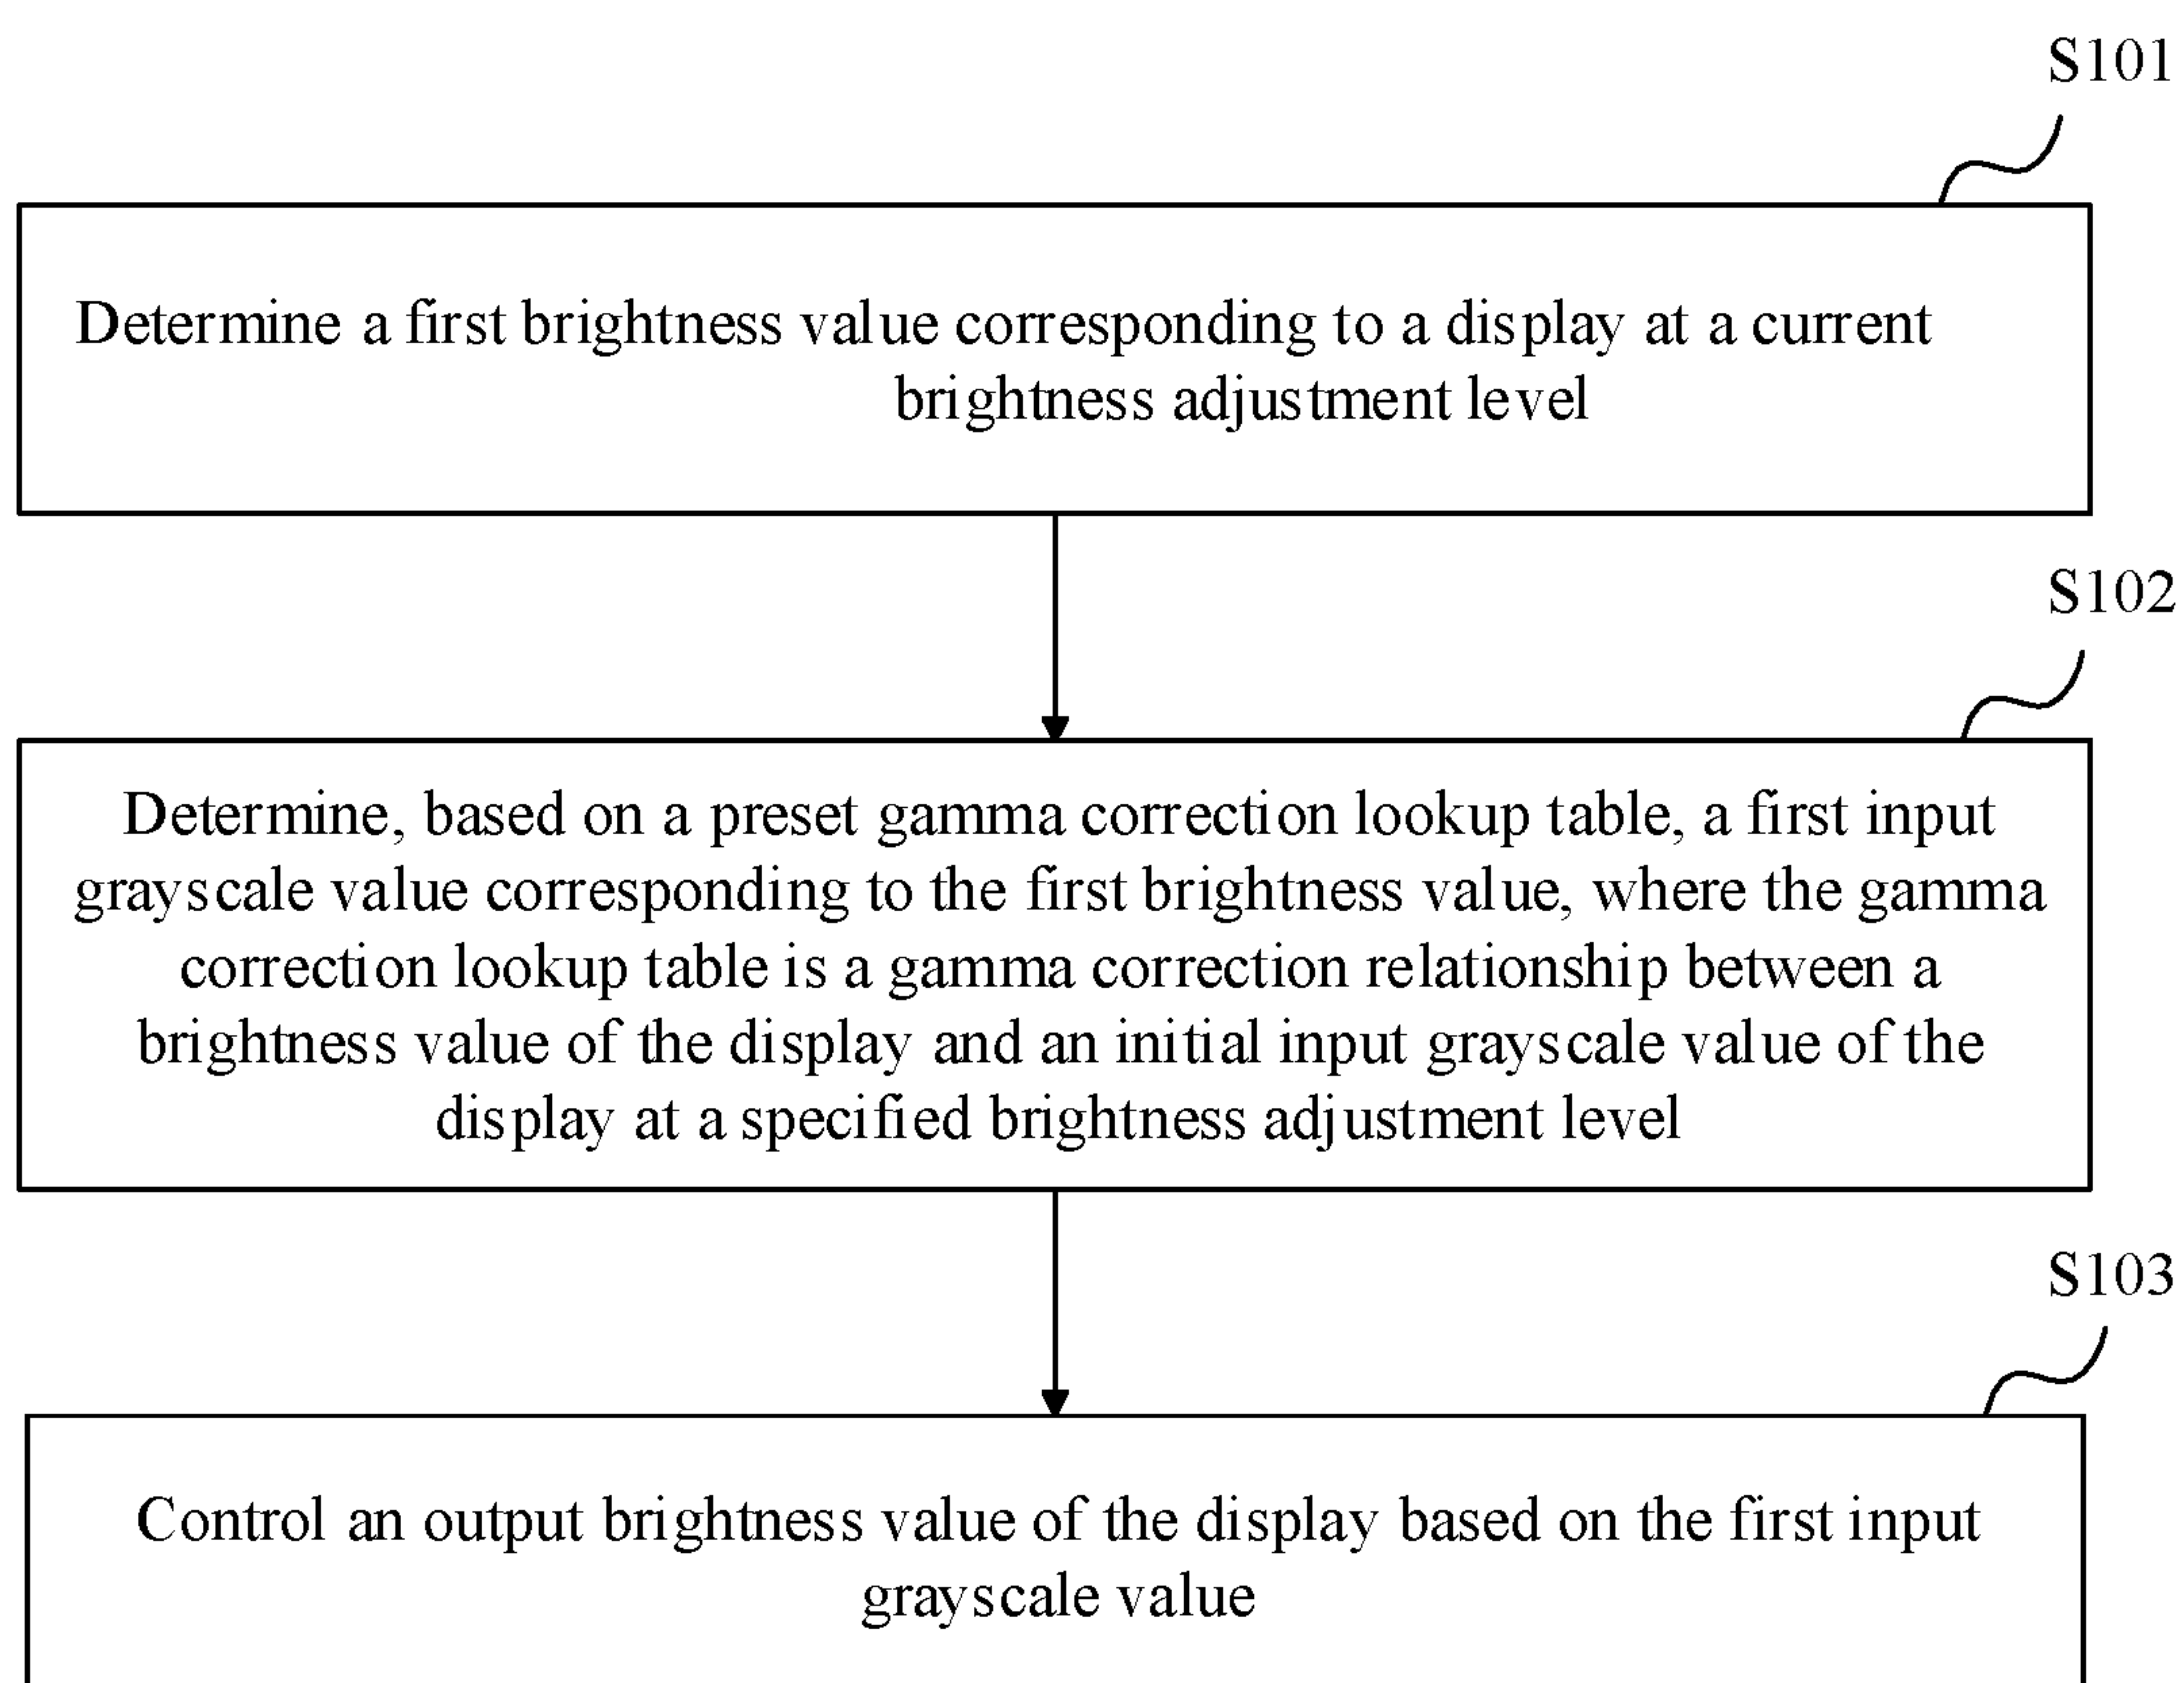 S101
Determine a first brightness value corresponding to a display at a current
brightness adjustment level
S102
Determine, based on a preset gamma correction lookup table, a first input
grayscale value corresponding to the first brightness value, where the gamma
correction lookup table is a gamma correction relationship between a
brightness value of the display and an initial input grayscale value of the
display at a specified brightness adjustment level
S103
Control an output brightness value of the display based on the first input
grayscale value